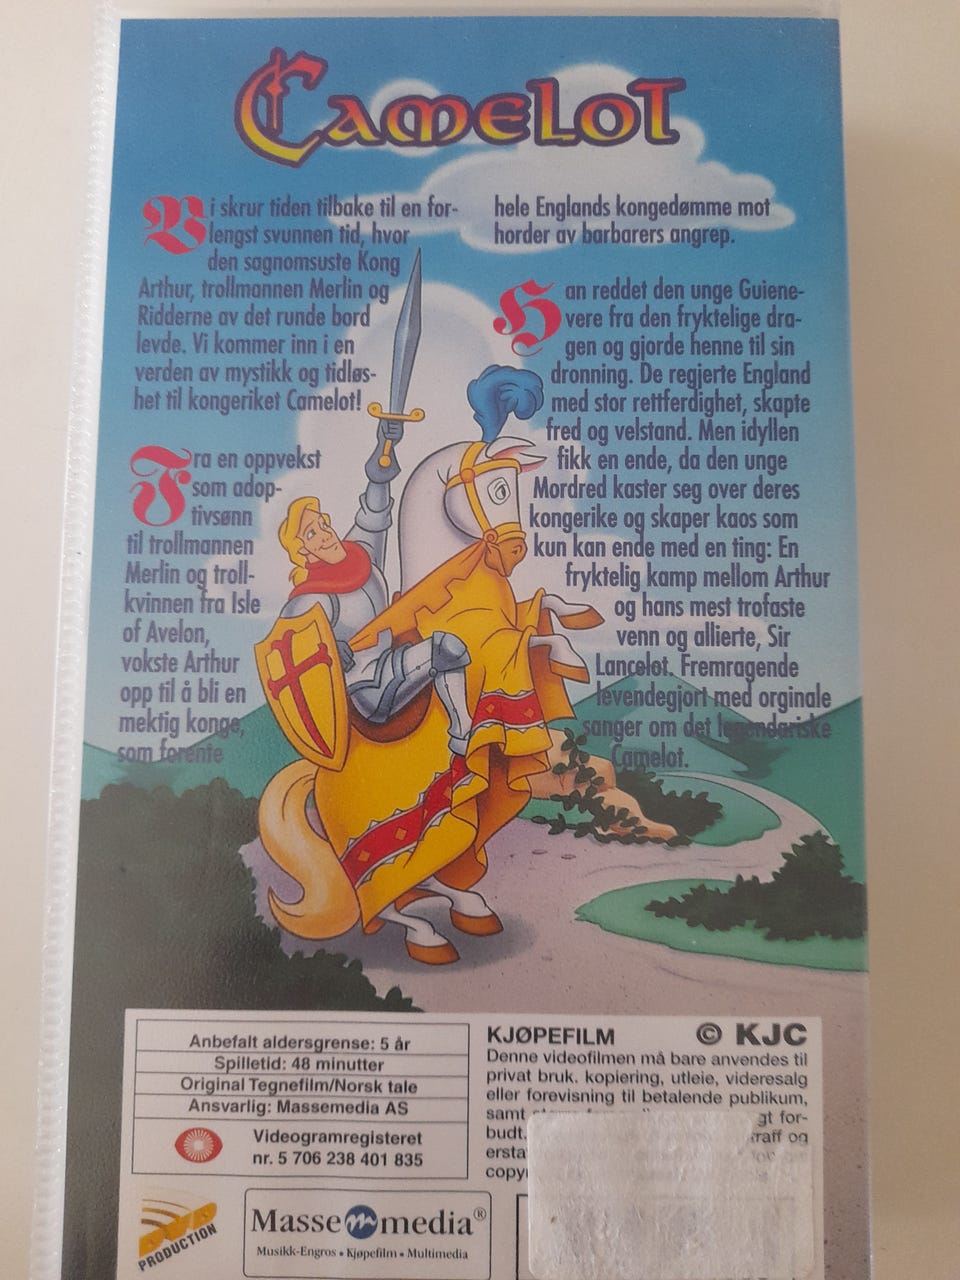 Camelot
Vi skrur tiden tilbake til en for-
lengst svunnen tid, hvor
den sagnomsuste Kong
Arthur, trollmannen Merlin og
Ridderne av det runde bord
levde. Vi kommer inn i en
verden av mystikk og tidløs-
het til kongeriket Camelot!
Fra en oppvekst
som adop-
tivsønn
til trollmannen
Merlin og troll-
kvinnen fra Isle
of Avelon,
vokste Arthur
opp til å bli en
mektig konge,
som forente
hele Englands kongedømme mot
horder av barbarers angrep.
Han reddet den unge Guiene-
vere fra den fryktelige dra-
gen og gjorde henne til sin
dronning. De regjerte England
med stor rettferdighet, skapte
fred og velstand. Men idyllen
fikk en ende, da den unge
Mordred kaster seg over deres
kongerike og skaper kaos som
kun kan ende med en ting: En
fryktelig kamp mellom Arthur
og hans mest trofaste
venn og allierte, Sir
Lancelot. Fremragende
levendegjort med orginale
sanger om det legendariske
Camelot.
Anbefalt aldersgrense: 5 år
Spilletid: 48 minutter
Original Tegnefilm/Norsk tale
Ansvarlig: Massemedia AS
Videogramregisteret
nr. 5 706 238 401 835
KJØPEFILM © KJC
Denne videofilmen må bare anvendes til
privat bruk, kopiering, utleie, videresalg
eller forevisning til betalende publikum,
samt gt for-
budt. raff og
ersta
copy
DVD
PRODUCTION
Masse m media®
Musikk-Engros • Kjøpefilm • Multimedia